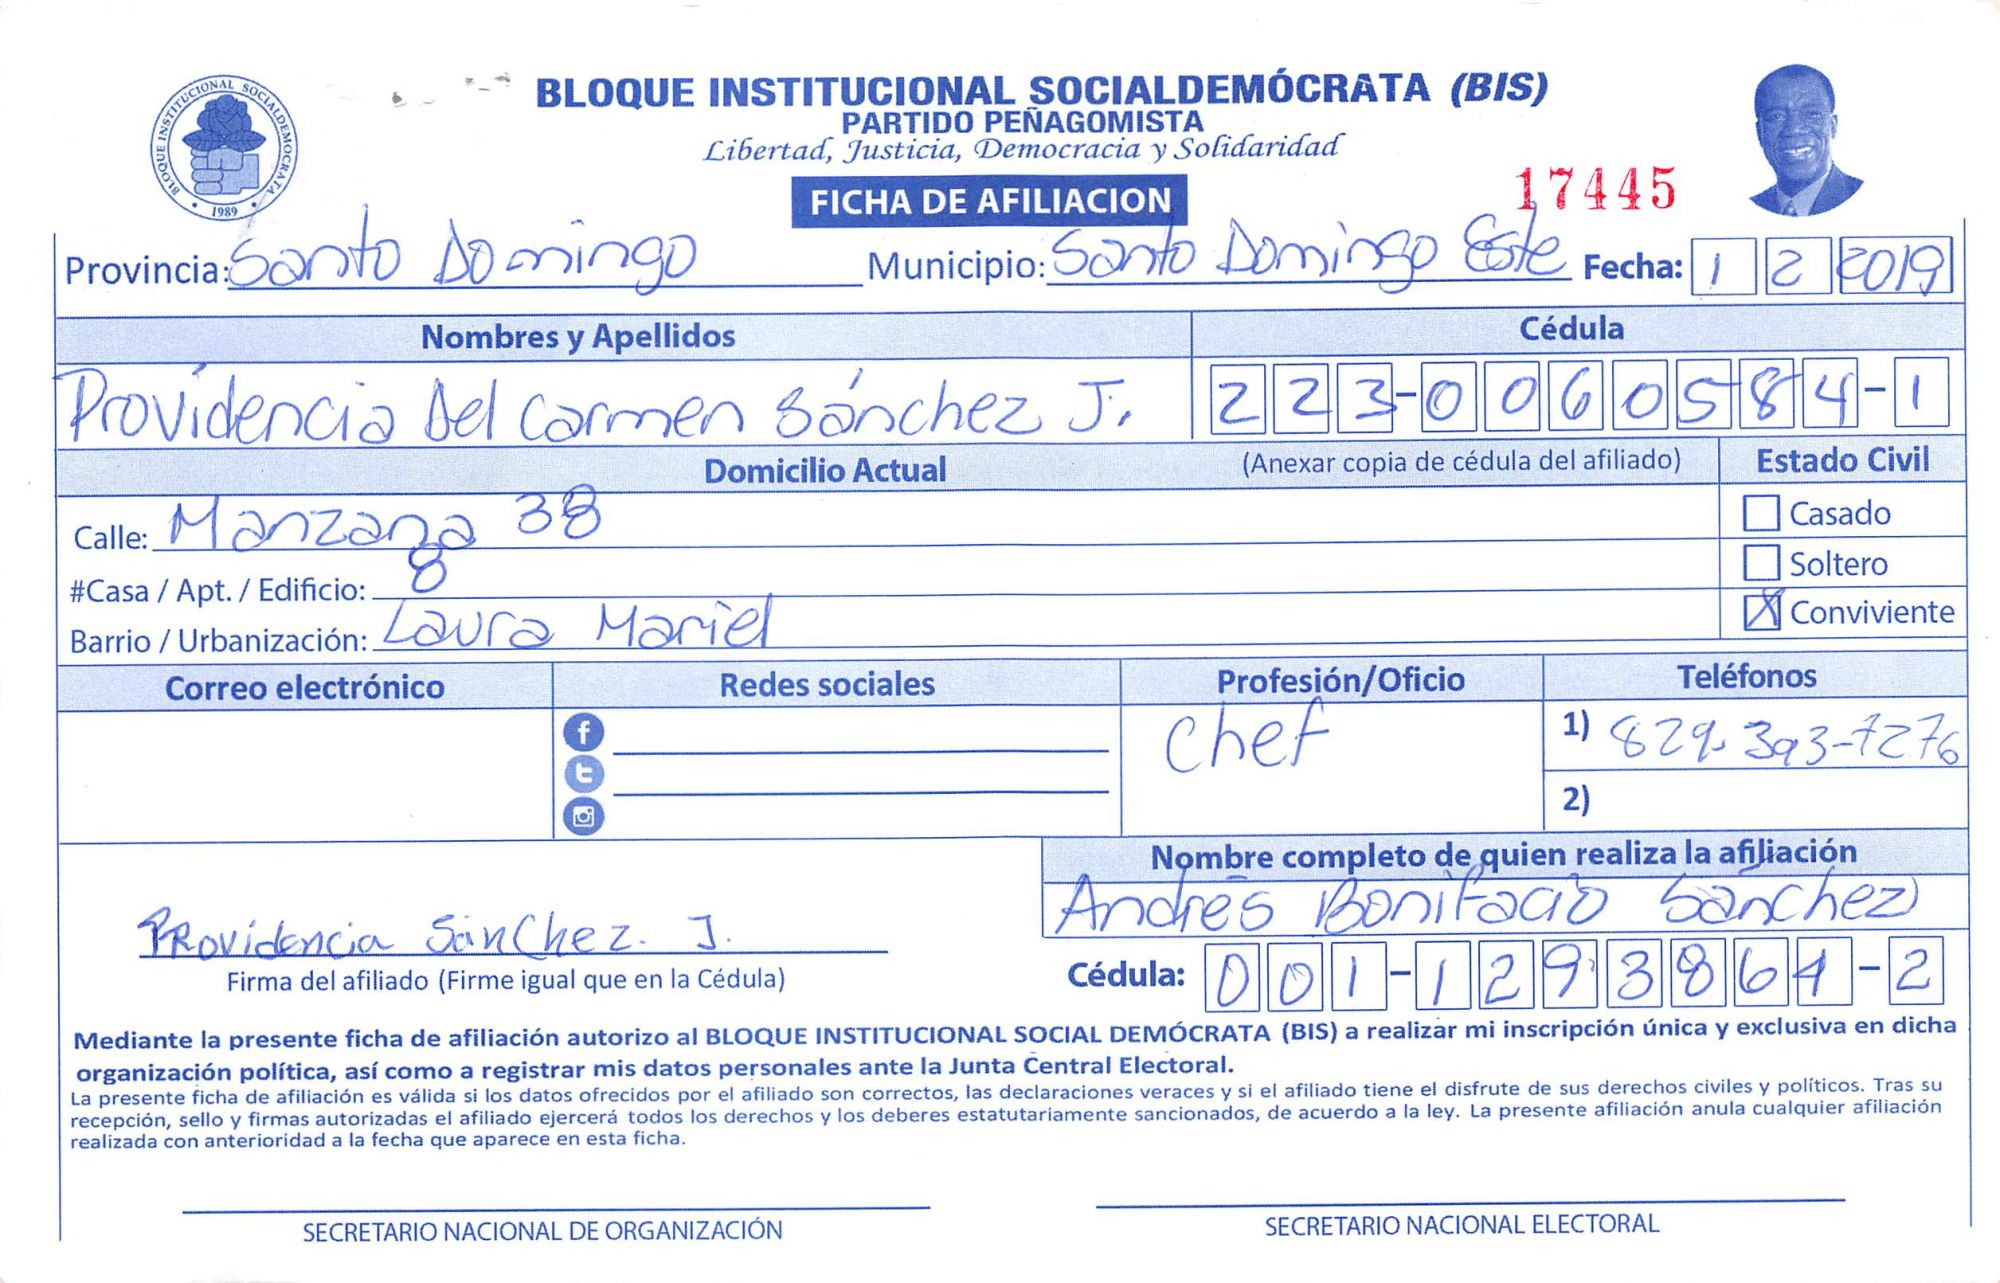 BLOQUE INSTITUCIONAL SOCIALDEMÓCRATA (BIS)
PARTIDO PEÑAGOMISTA
Libertad, Justicia, Democracia y Solidaridad
BLOQUE INSTITUCIONAL SOCIALDEMOCRATA
1989
17445
FICHA DE AFILIACION
Provincia: Santo Domingo Municipio: Santo Domingo Este Fecha: 1 2 2019
Nombres y Apellidos Cédula
Providencia Del Carmen Sánchez J. 223-0060584-1
Domicilio Actual (Anexar copia de cédula del afiliado) Estado Civil
Calle: Manzana 38 Casado
#Casa / Apt. / Edificio: 8 Soltero
Barrio / Urbanización: Laura Mariel X Conviviente
Correo electrónico Redes sociales Profesión/Oficio Teléfonos
Chef 1) 829-393-7276
2)
Nombre completo de quien realiza la afiliación
Andrés Bonifacio Sánchez
Providencia Sánchez. J.
Firma del afiliado (Firme igual que en la Cédula) Cédula: 001-1293864-2
Mediante la presente ficha de afiliación autorizo al BLOQUE INSTITUCIONAL SOCIAL DEMÓCRATA (BIS) a realizar mi inscripción única y exclusiva en dicha
organización política, así como a registrar mis datos personales ante la Junta Central Electoral.
La presente ficha de afiliación es válida si los datos ofrecidos por el afiliado son correctos, las declaraciones veraces y si el afiliado tiene el disfrute de sus derechos civiles y políticos. Tras su
recepción, sello y firmas autorizadas el afiliado ejercerá todos los derechos y los deberes estatutariamente sancionados, de acuerdo a la ley. La presente afiliación anula cualquier afiliación
realizada con anterioridad a la fecha que aparece en esta ficha.
SECRETARIO NACIONAL DE ORGANIZACIÓN SECRETARIO NACIONAL ELECTORAL